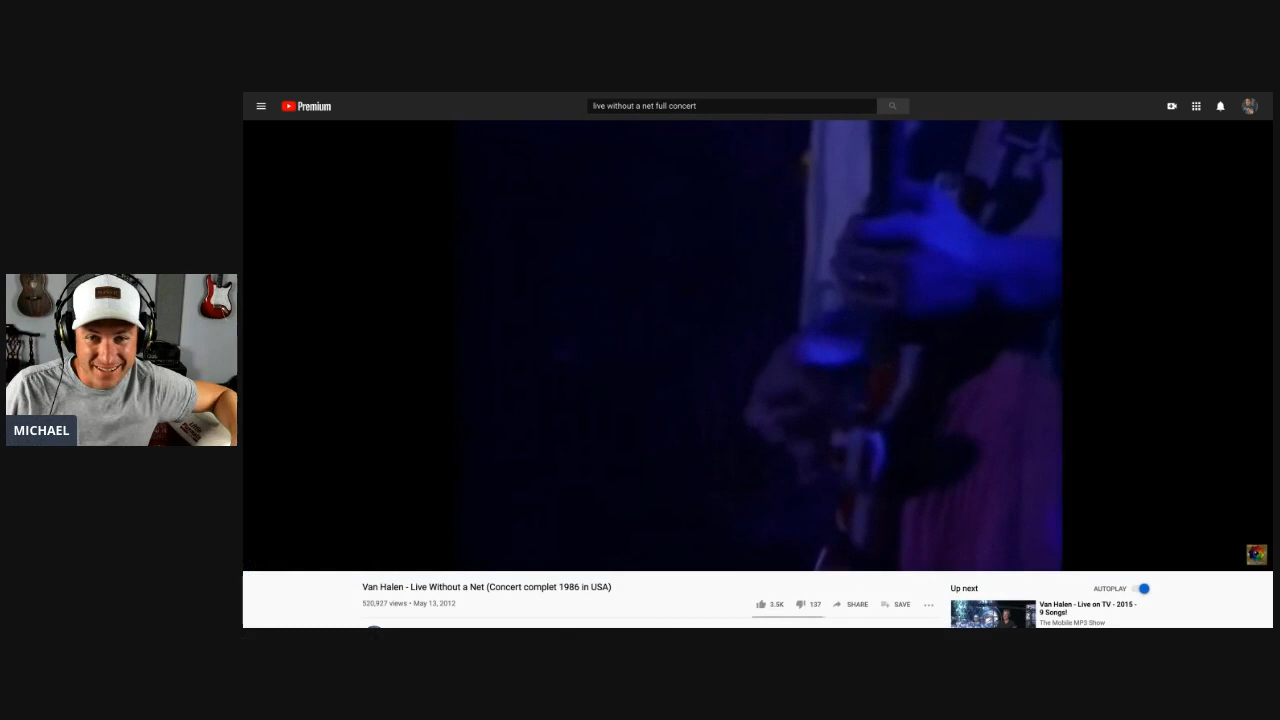 Premium
live without a net full concert
MICHAEL
Van Halen - Live Without a Net (Concert complet 1986 in USA)
520,927 views • May 13, 2012
3.5K
137
SHARE
SAVE
Up next
AUTOPLAY
Van Halen - Live on TV - 2015 -
9 Songs!
The Mobile MP3 Show